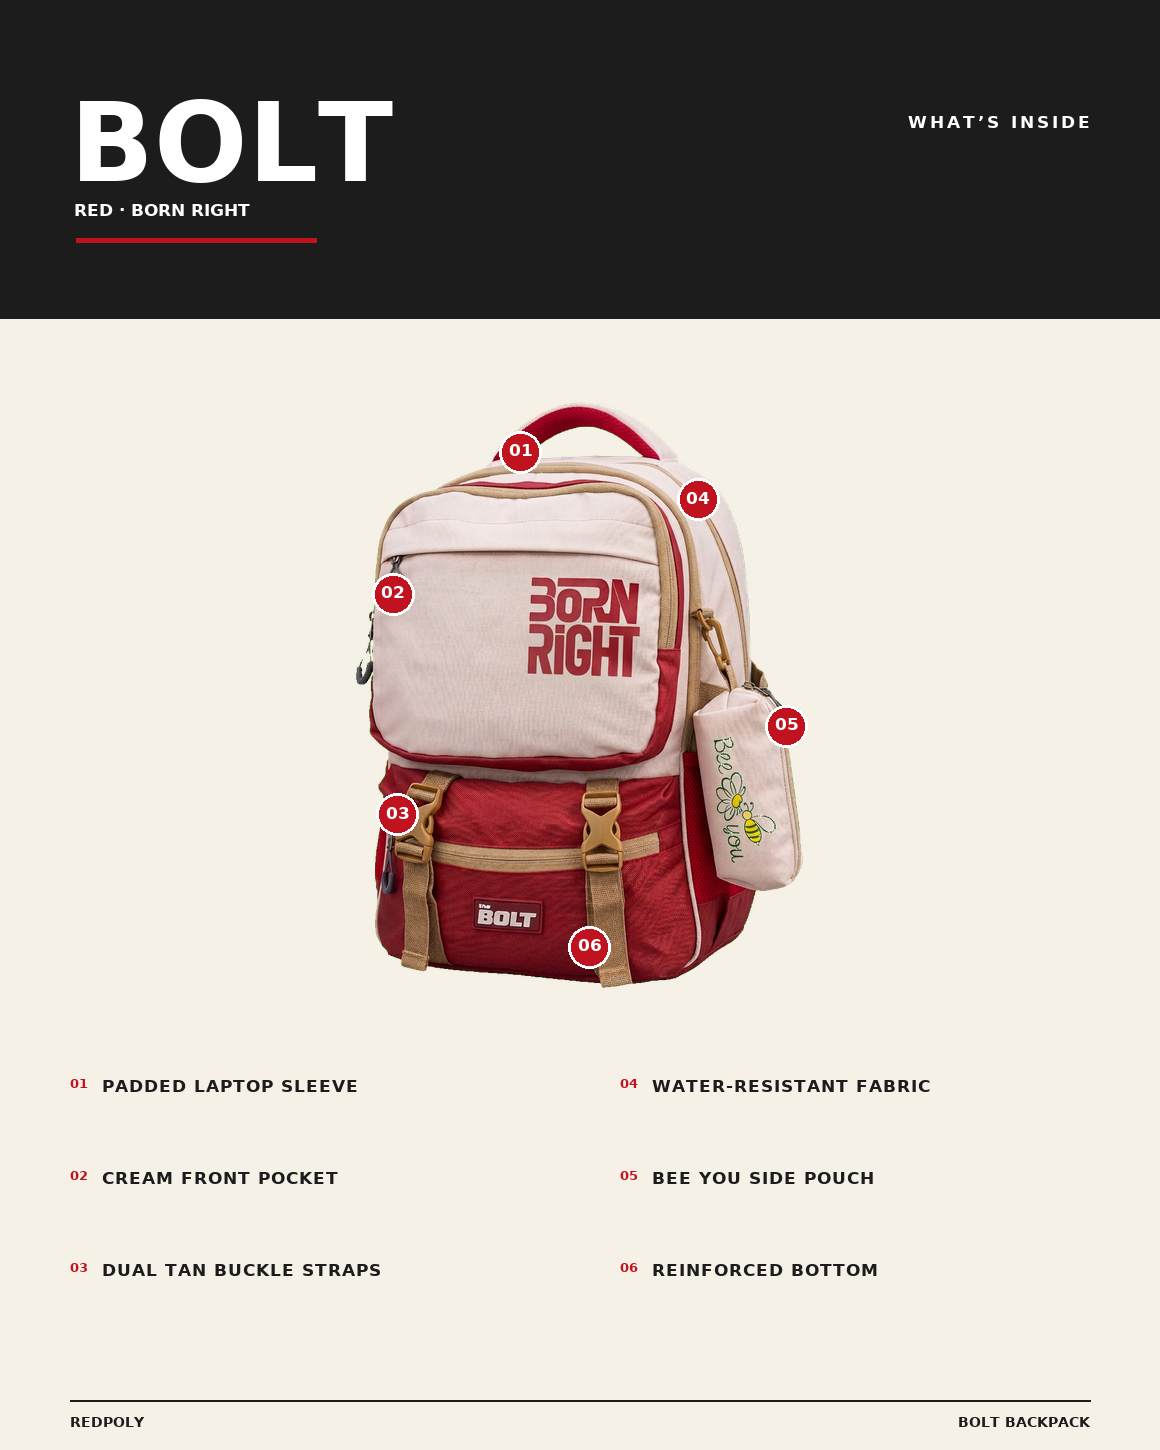 BOLT
RED · BORN RIGHT
WHAT’S INSIDE
01
04
02
BORN
RIGHT
05
Bee
you
03
the
BOLT
06
01 PADDED LAPTOP SLEEVE
04 WATER-RESISTANT FABRIC
02 CREAM FRONT POCKET
05 BEE YOU SIDE POUCH
03 DUAL TAN BUCKLE STRAPS
06 REINFORCED BOTTOM
REDPOLY
BOLT BACKPACK